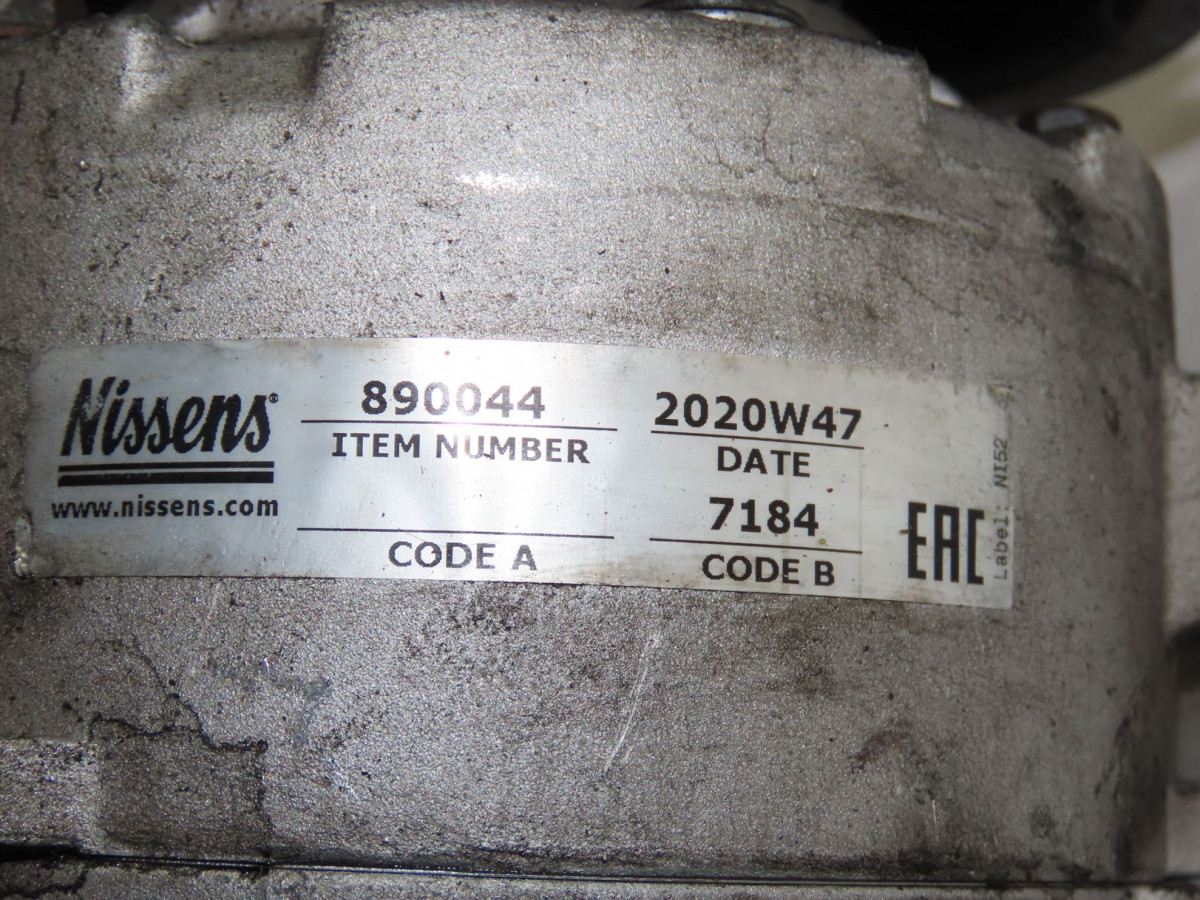 Nissens®
www.nissens.com
890044
ITEM NUMBER
CODE A
2020W47
DATE
7184
CODE B
EAC
Label: NI52